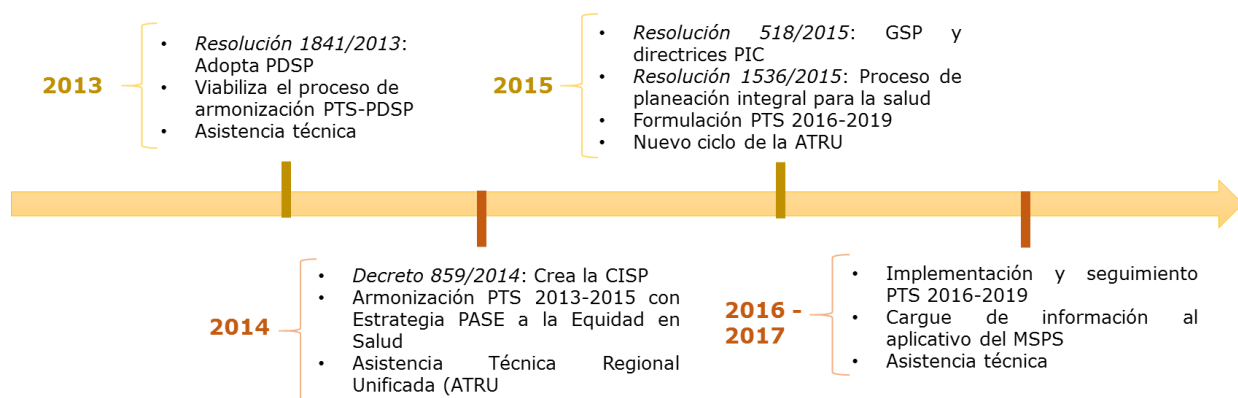 2013
• Resolución 1841/2013:
Adopta PDSP
• Viabiliza el proceso de
armonización PTS-PDSP
• Asistencia técnica
2015
• Resolución 518/2015: GSP y
directrices PIC
• Resolución 1536/2015: Proceso de
planeación integral para la salud
• Formulación PTS 2016-2019
• Nuevo ciclo de la ATRU
2014
• Decreto 859/2014: Crea la CISP
• Armonización PTS 2013-2015 con
Estrategia PASE a la Equidad en
Salud
• Asistencia Técnica Regional
Unificada (ATRU
2016 -
2017
• Implementación y seguimiento
PTS 2016-2019
• Cargue de información al
aplicativo del MSPS
• Asistencia técnica